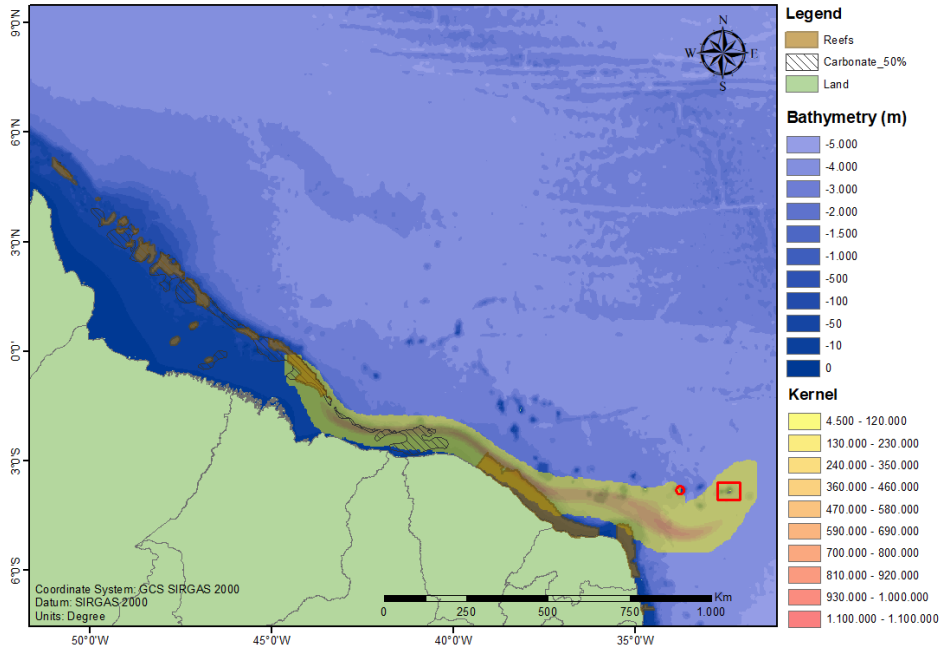 9°0'N
6°0'N
3°0'N
0°0'
3°0'S
6°0'S
N
W E
S
Coordinate System: GCS SIRGAS 2000
Datum: SIRGAS 2000
Units: Degree
Km
0 250 500 750 1.000
50°0'W 45°0'W 40°0'W 35°0'W
Legend
Reefs
Carbonate_50%
Land
Bathymetry (m)
-5.000
-4.000
-3.000
-2.000
-1.500
-1.000
-500
-100
-50
-10
0
Kernel
4.500 - 120.000
130.000 - 230.000
240.000 - 350.000
360.000 - 460.000
470.000 - 580.000
590.000 - 690.000
700.000 - 800.000
810.000 - 920.000
930.000 - 1.000.000
1.100.000 - 1.100.000